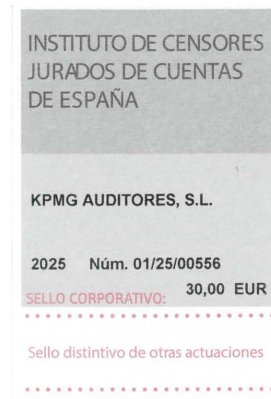 INSTITUTO DE CENSORES
JURADOS DE CUENTAS
DE ESPAÑA
KPMG AUDITORES, S.L.
2025 Núm. 01/25/00556
SELLO CORPORATIVO: 30,00 EUR
Sello distintivo de otras actuaciones